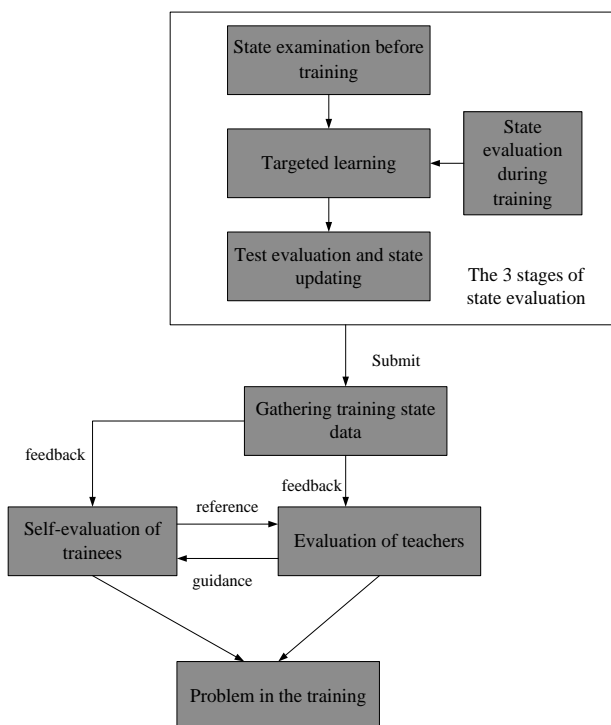 State examination before
training
Targeted learning
State
evaluation
during
training
Test evaluation and state
updating
The 3 stages of
state evaluation
Submit
Gathering training state
data
feedback
feedback
Self-evaluation of
trainees
reference
Evaluation of teachers
guidance
Problem in the training